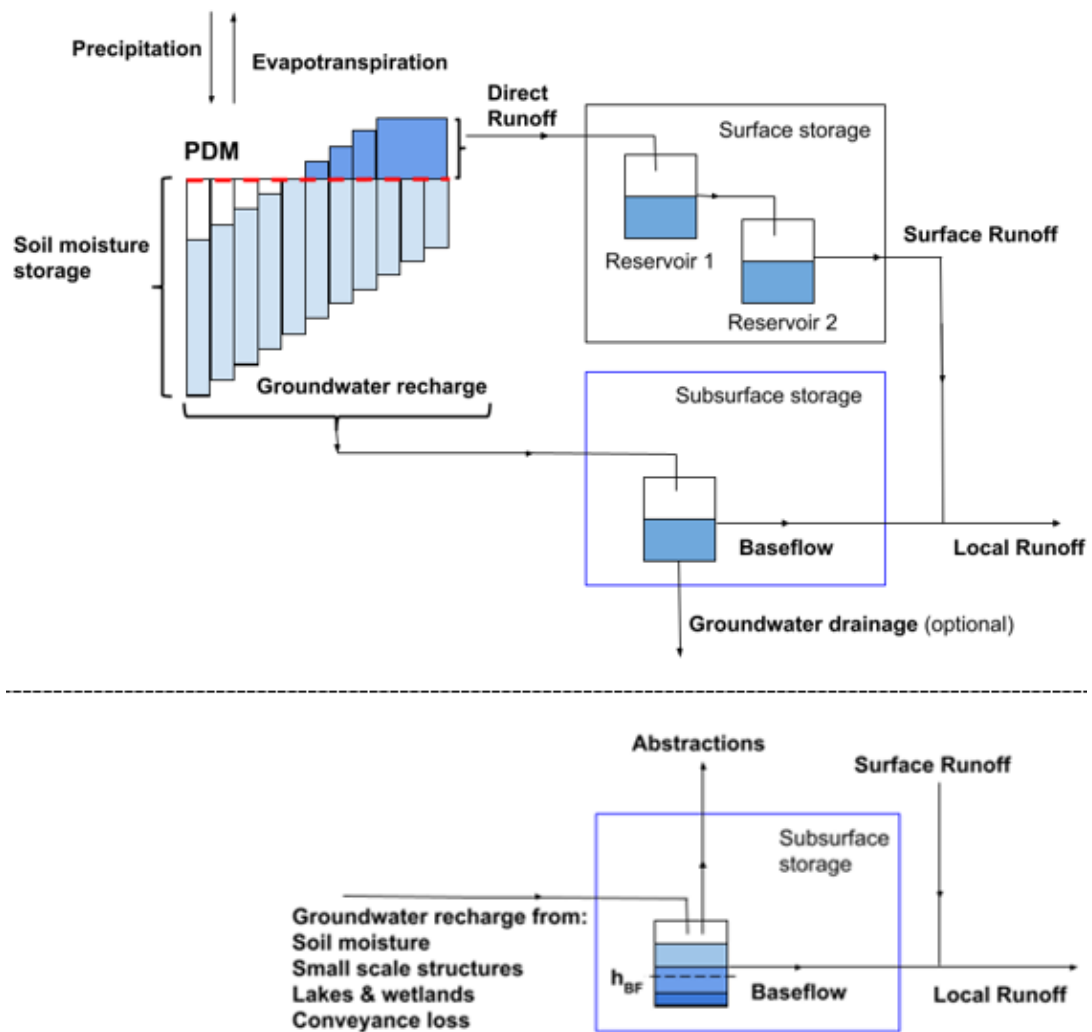 Precipitation
Evapotranspiration
Direct
Runoff
PDM
Surface storage
Soil moisture
storage
Reservoir 1
Surface Runoff
Reservoir 2
Groundwater recharge
Subsurface storage
Baseflow
Local Runoff
Groundwater drainage (optional)
Abstractions
Surface Runoff
Subsurface
storage
Groundwater recharge from:
Soil moisture
Small scale structures
Lakes & wetlands
Conveyance loss
hBF
Baseflow
Local Runoff